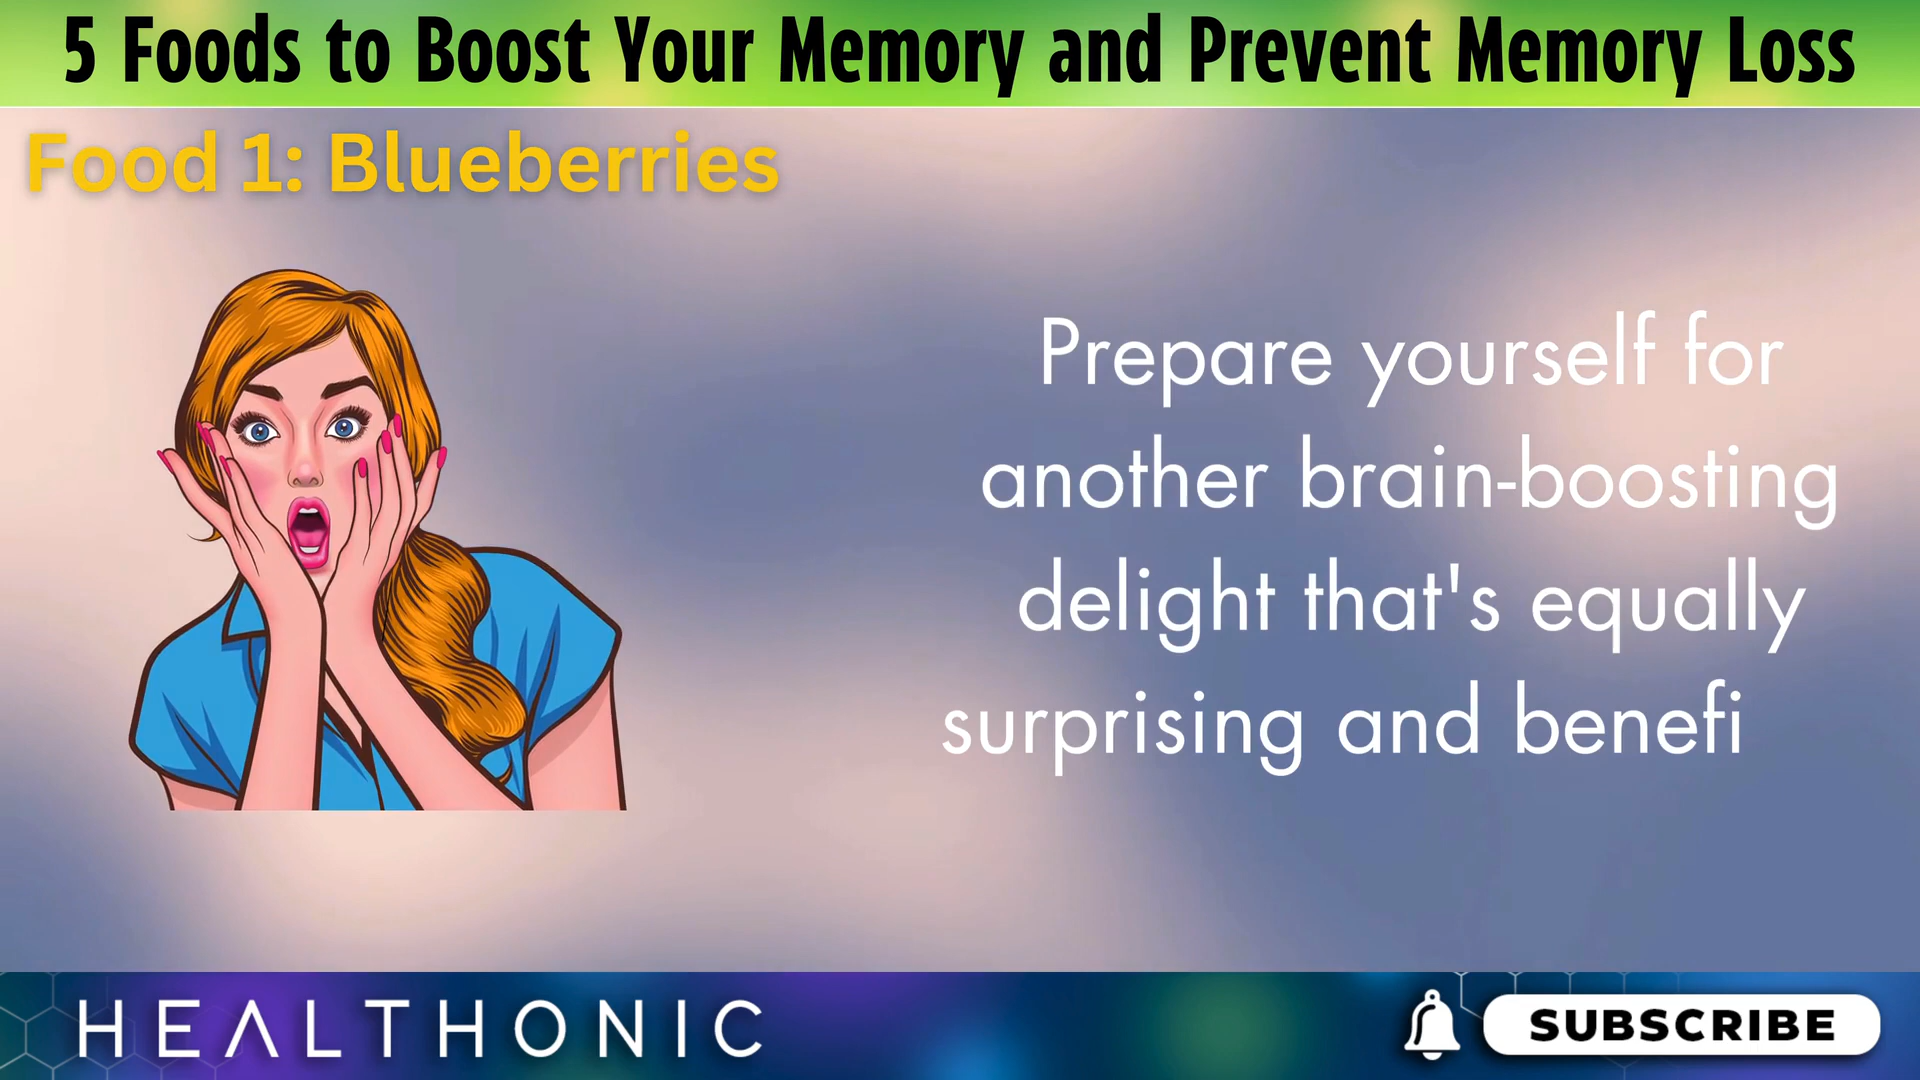 5 Foods to Boost Your Memory and Prevent Memory Loss
Food 1: Blueberries
Prepare yourself for
another brain-boosting
delight that's equally
surprising and benefi
HEALTHONIC
SUBSCRIBE